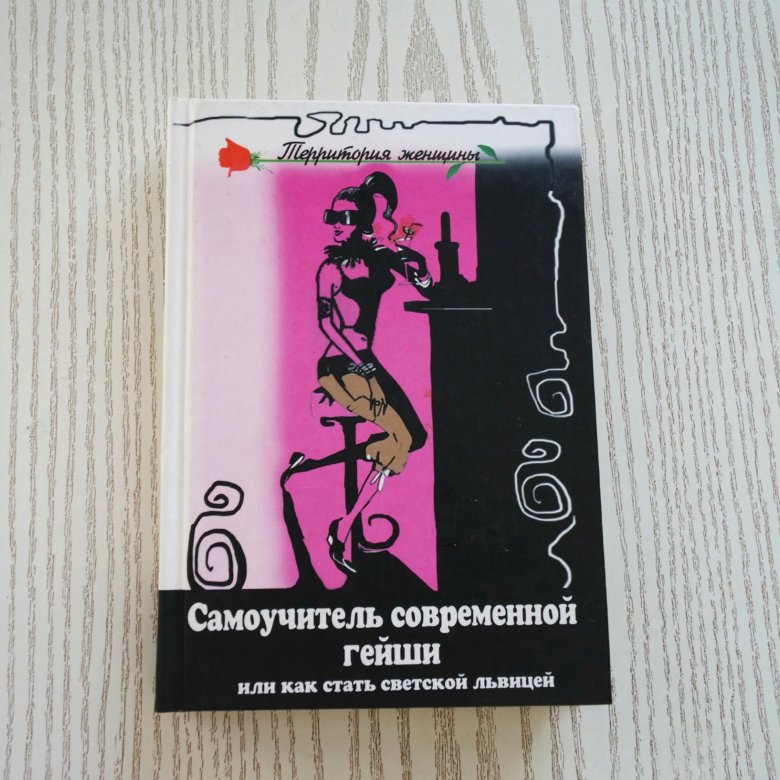 Территория женщины
Самоучитель современной
гейши
или как стать светской львицей